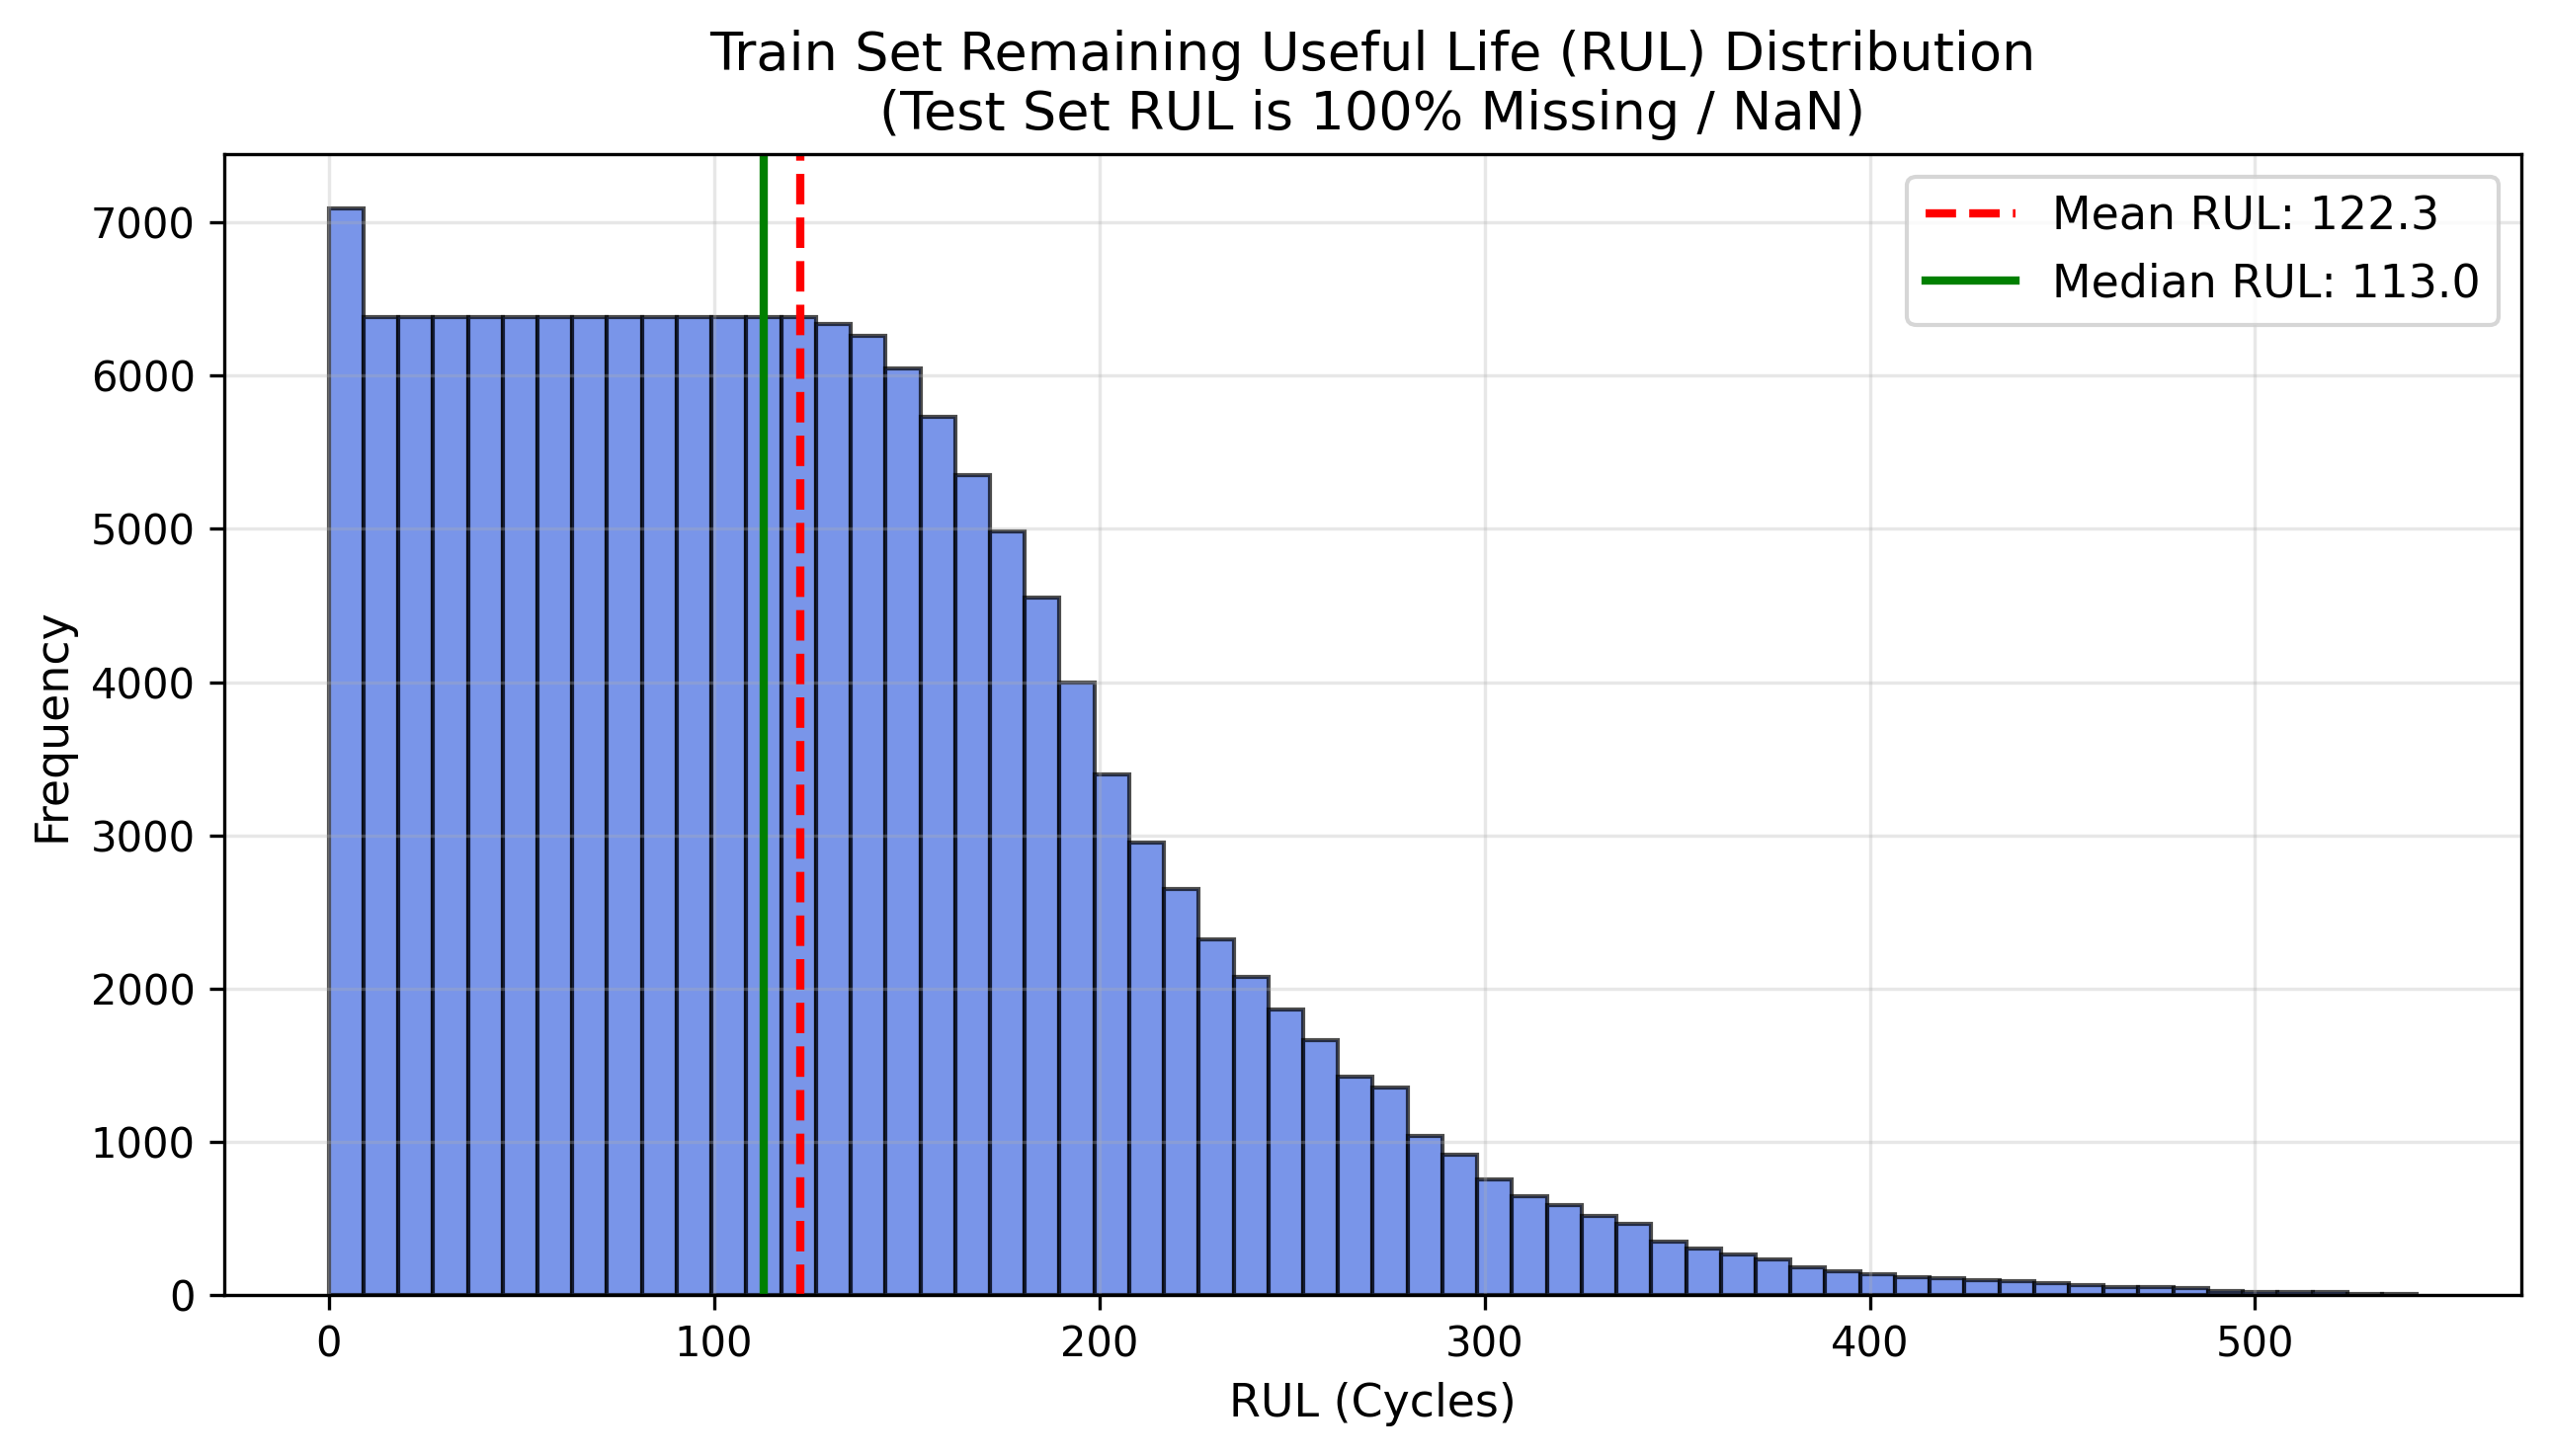 Train Set Remaining Useful Life (RUL) Distribution
(Test Set RUL is 100% Missing / NaN)
Mean RUL: 122.3
Median RUL: 113.0
Frequency
7000
6000
5000
4000
3000
2000
1000
0
0 100 200 300 400 500
RUL (Cycles)